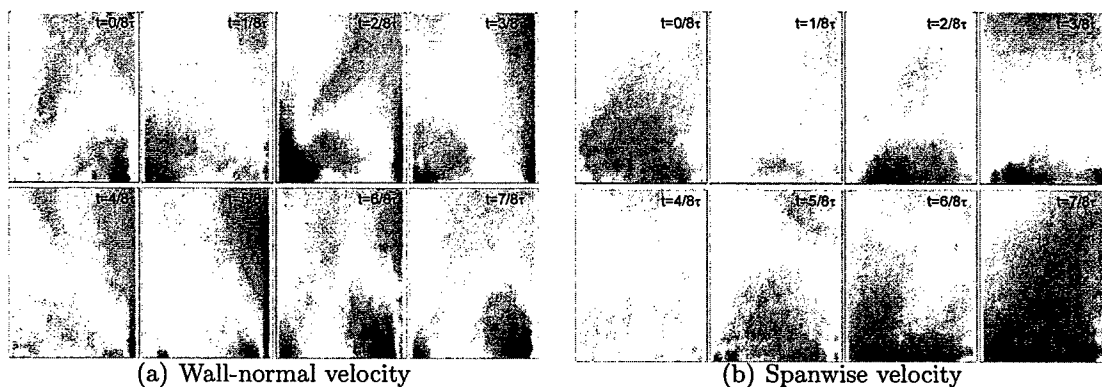 t=0/8τ t=1/8τ t=2/8τ t=3/8τ t=0/8τ t=1/8τ t=2/8τ t=3/8τ
t=4/8τ t=5/8τ t=6/8τ t=7/8τ t=4/8τ t=5/8τ t=6/8τ t=7/8τ
(a) Wall-normal velocity (b) Spanwise velocity